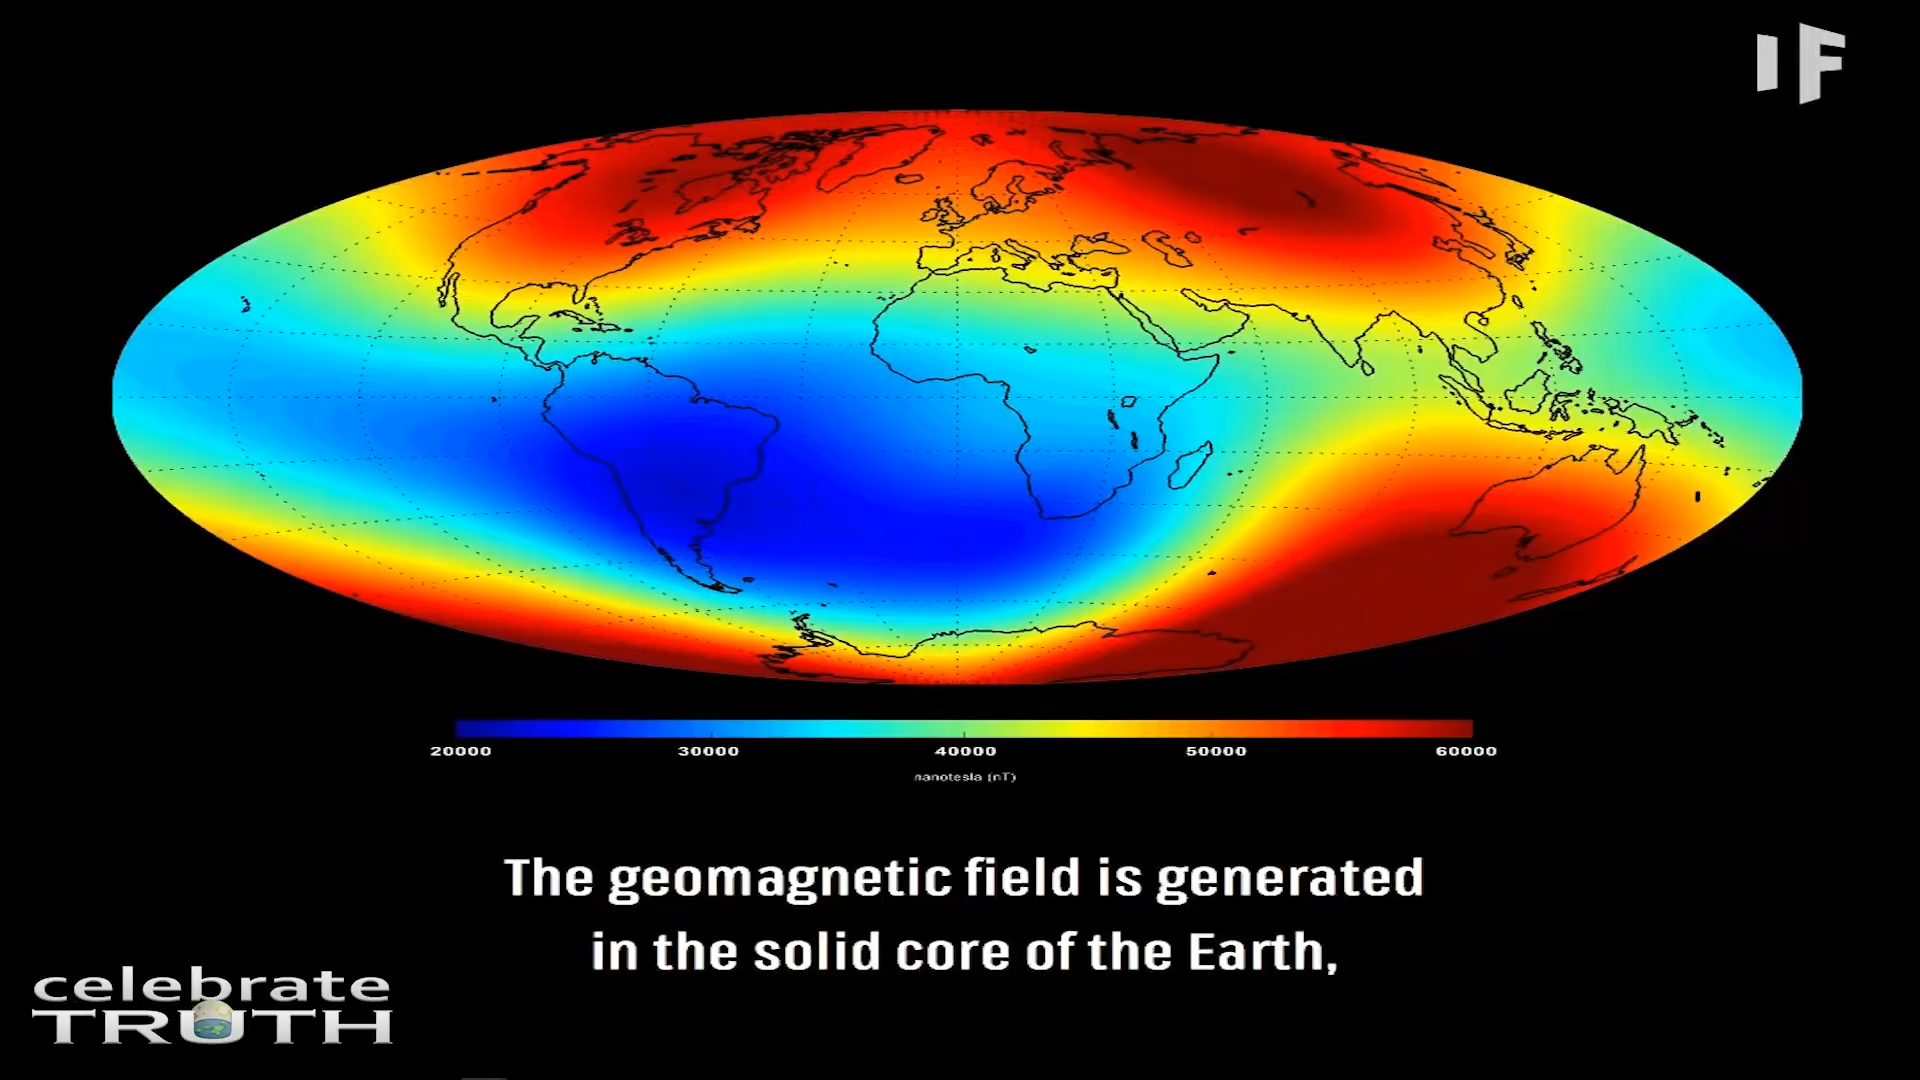 IF
20000 30000 40000 50000 60000
nanotesla (nT)
The geomagnetic field is generated
in the solid core of the Earth,
celebrate
TRUTH